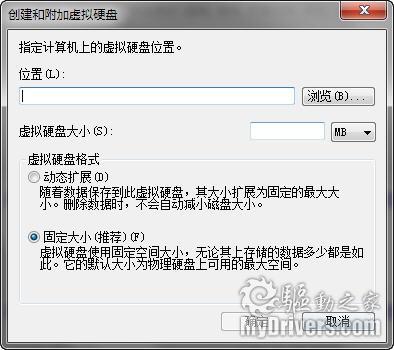 创建和附加虚拟硬盘
指定计算机上的虚拟硬盘位置。
位置(L):
浏览(B)...
虚拟硬盘大小(S):
MB
虚拟硬盘格式
动态扩展(D)
随着数据保存到此虚拟硬盘，其大小扩展为固定的最大大
小。删除数据时，不会自动减小磁盘大小。
固定大小(推荐)(F)
虚拟硬盘使用固定空间大小，无论其上存储的数据多少都是如
此。它的默认大小为物理硬盘上可用的最大空间。
驱動之家
确定
取消
MyDrivers.com